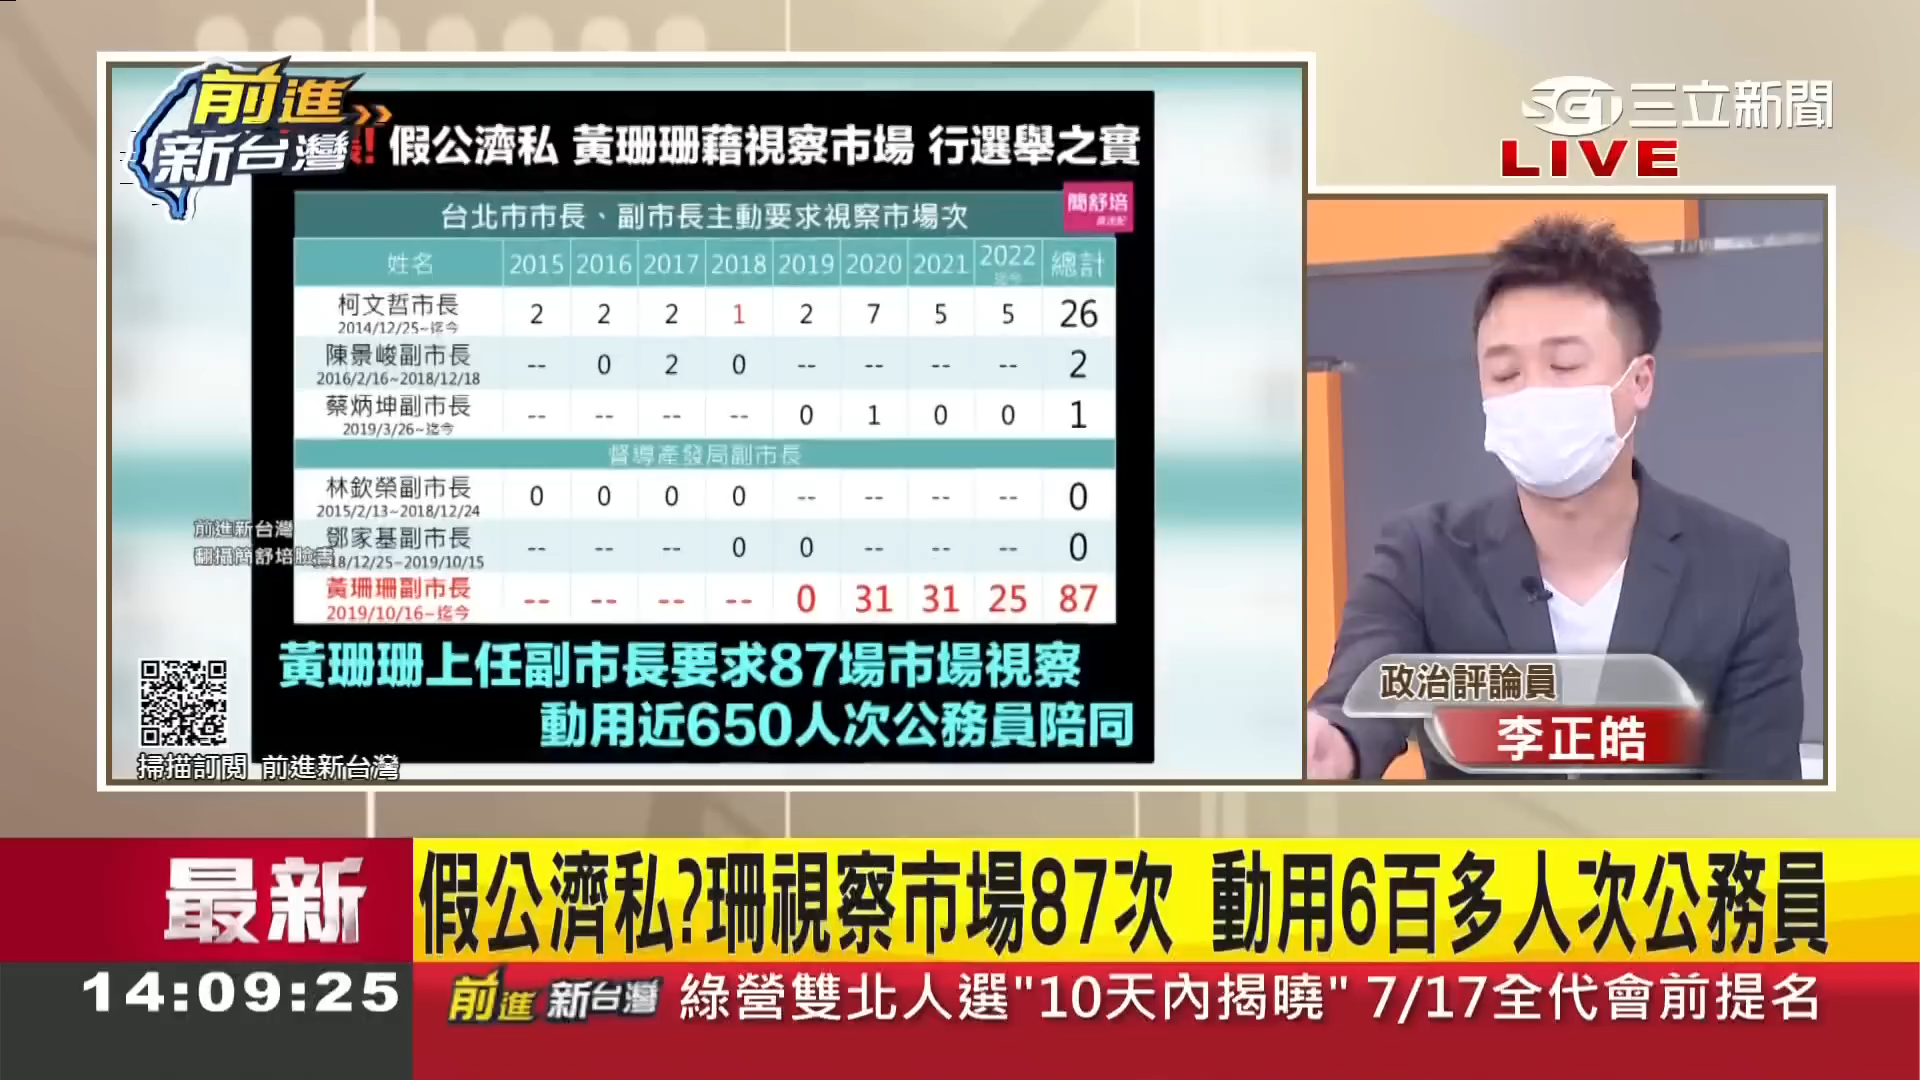 前進
新台灣
! 假公濟私 黃珊珊藉視察市場 行選舉之實
簡舒培
台北市市長、副市長主動要求視察市場次
姓名 2015 2016 2017 2018 2019 2020 2021 2022 總計
迄今
柯文哲市長
2014/12/25~迄今
2 2 2 1 2 7 5 5 26
陳景峻副市長
2016/2/16~2018/12/18
-- 0 2 0 -- -- -- -- 2
蔡炳坤副市長
2019/3/26~迄今
-- -- -- -- 0 1 0 0 1
督導產發局副市長
林欽榮副市長
2015/2/13~2018/12/24
0 0 0 0 -- -- -- -- 0
鄧家基副市長
18/12/25~2019/10/15
-- -- -- 0 0 -- -- -- 0
黃珊珊副市長
2019/10/16~迄今
-- -- -- -- 0 31 31 25 87
前進新台灣
翻攝簡舒培臉書
黃珊珊上任副市長要求87場市場視察
動用近650人次公務員陪同
掃描訂閱 前進新台灣
SET三立新聞
LIVE
政治評論員
李正皓
最新
假公濟私?珊視察市場87次 動用6百多人次公務員
14:09:25
前進 新台灣 綠營雙北人選"10天內揭曉" 7/17全代會前提名